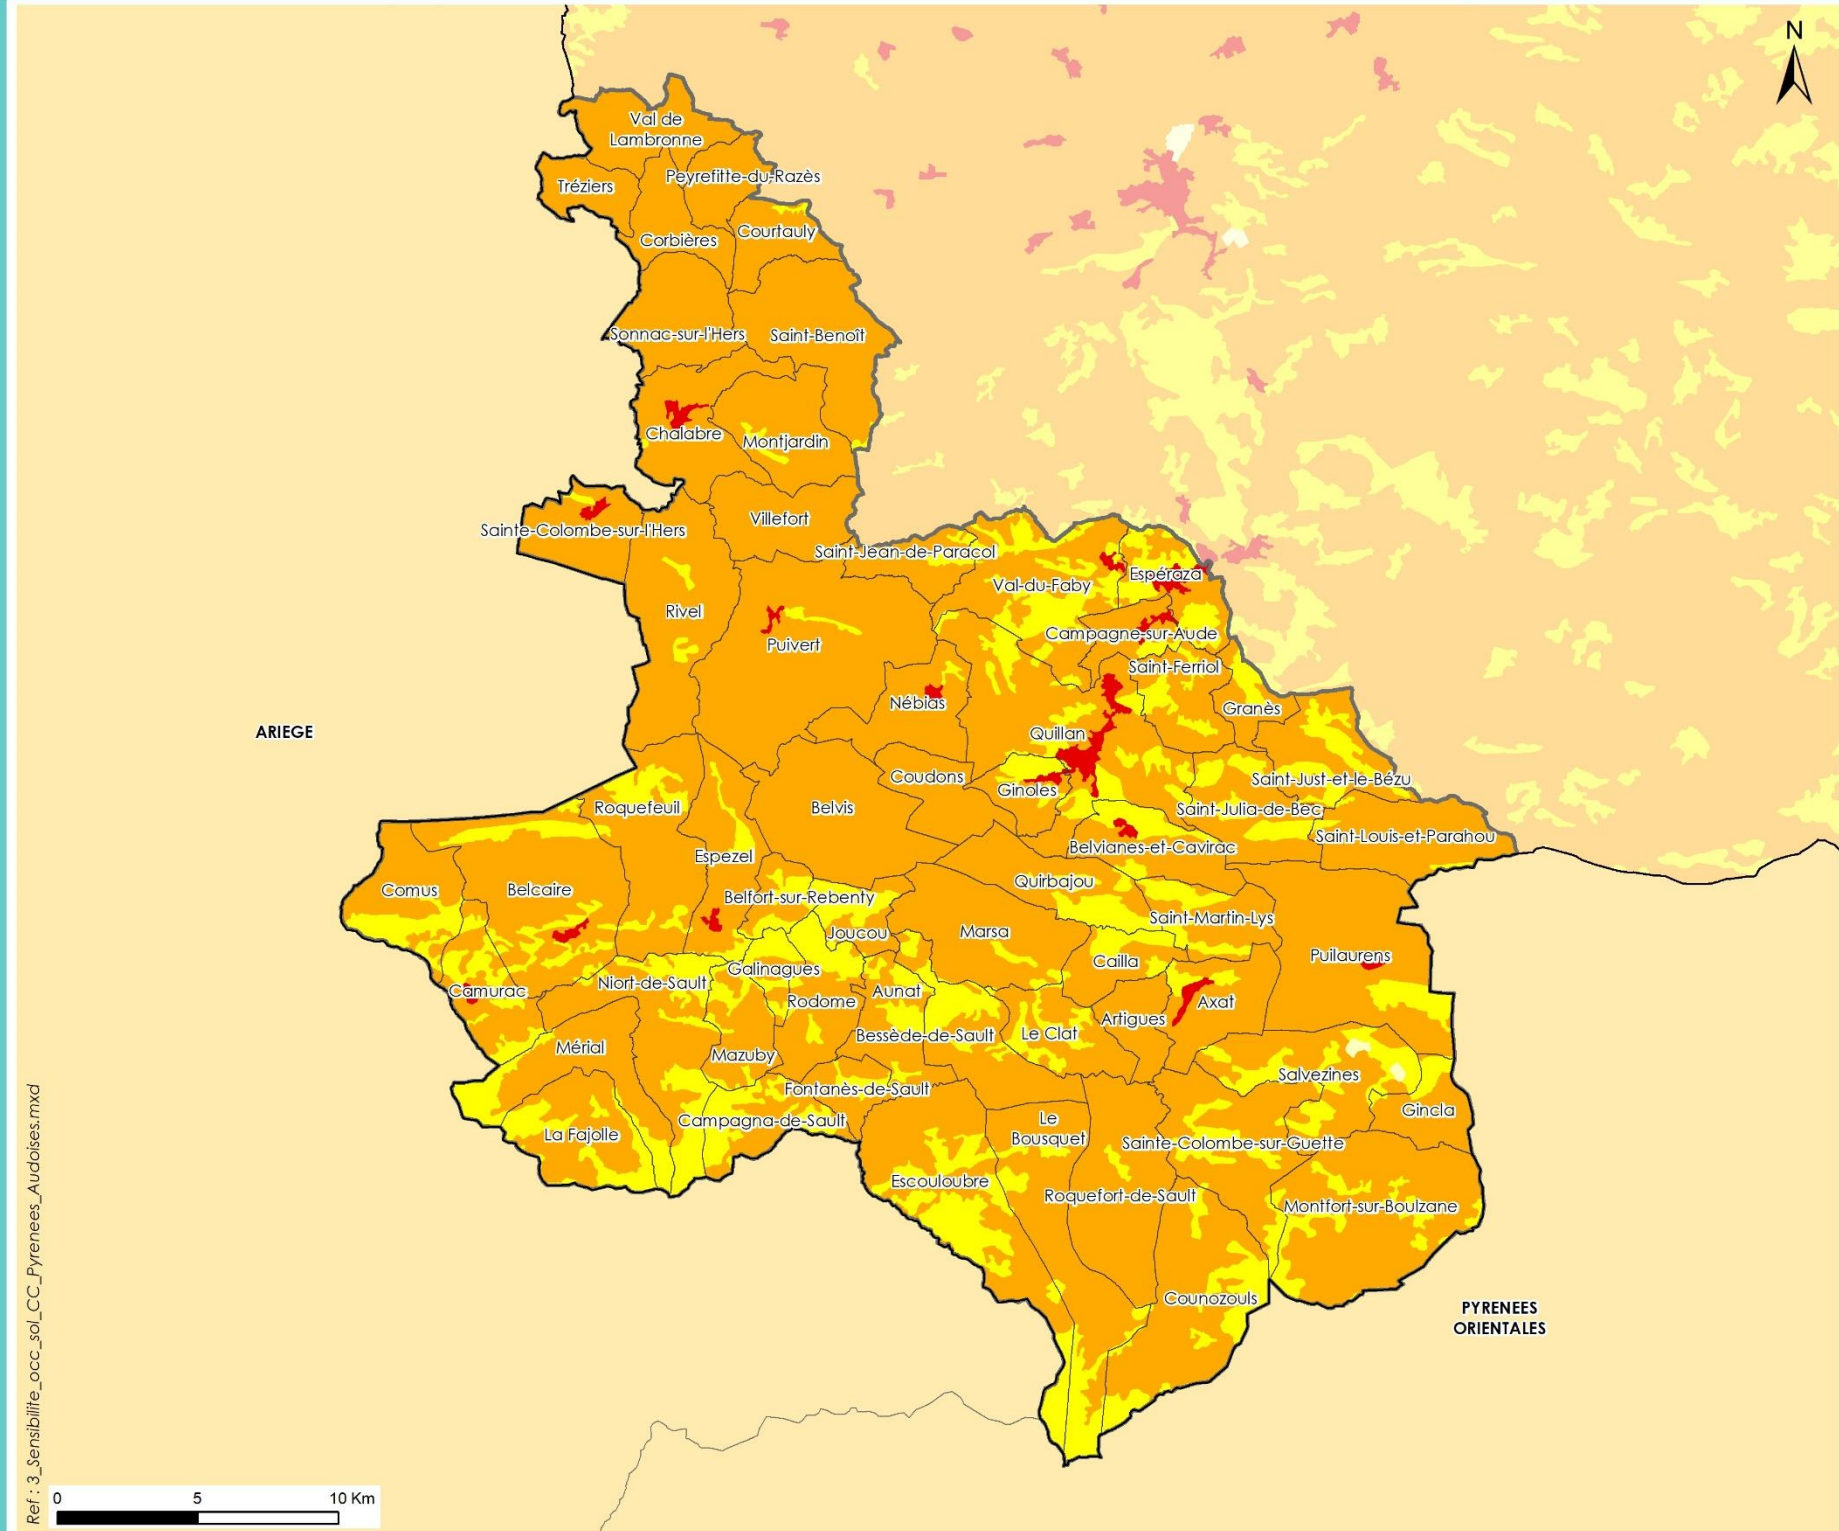 N
Val de
Lambronne
Peyrefitte-du-Razès
Tréziers
Courtauly
Corbières
Sonnac-sur-l'Hers
Saint-Benoît
Chalabre
Montjardin
Villefort
Sainte-Colombe-sur-l'Hers
Saint-Jean-de-Paracol
Espéraza
Val-du-Faby
Rivel
Campagne-sur-Aude
Puivert
Saint-Ferriol
Nébias
Granès
ARIEGE
Quillan
Coudons
Saint-Just-et-le-Bézu
Ginoles
Roquefeuil
Belvis
Saint-Julia-de-Bec
Saint-Louis-et-Parahou
Belvianes-et-Cavirac
Espezel
Quirbajou
Comus
Belcaire
Belfort-sur-Rebenty
Saint-Martin-Lys
Joucou
Marsa
Puilaurens
Cailla
Galinagues
Niort-de-Sault
Camurac
Aunat
Rodome
Axat
Artigues
Bessède-de-Sault
Le Clat
Mérial
Mazuby
Salvezines
Fontanès-de-Sault
Gincla
Campagna-de-Sault
Le
Bousquet
La Fajolle
Sainte-Colombe-sur-Guette
Escouloubre
Roquefort-de-Sault
Montfort-sur-Boulzane
Counozouls
PYRENEES
ORIENTALES
Ref : 3_Sensibilite_occ_sol_CC_Pyrenees_Audoises.mxd
0 5 10 Km